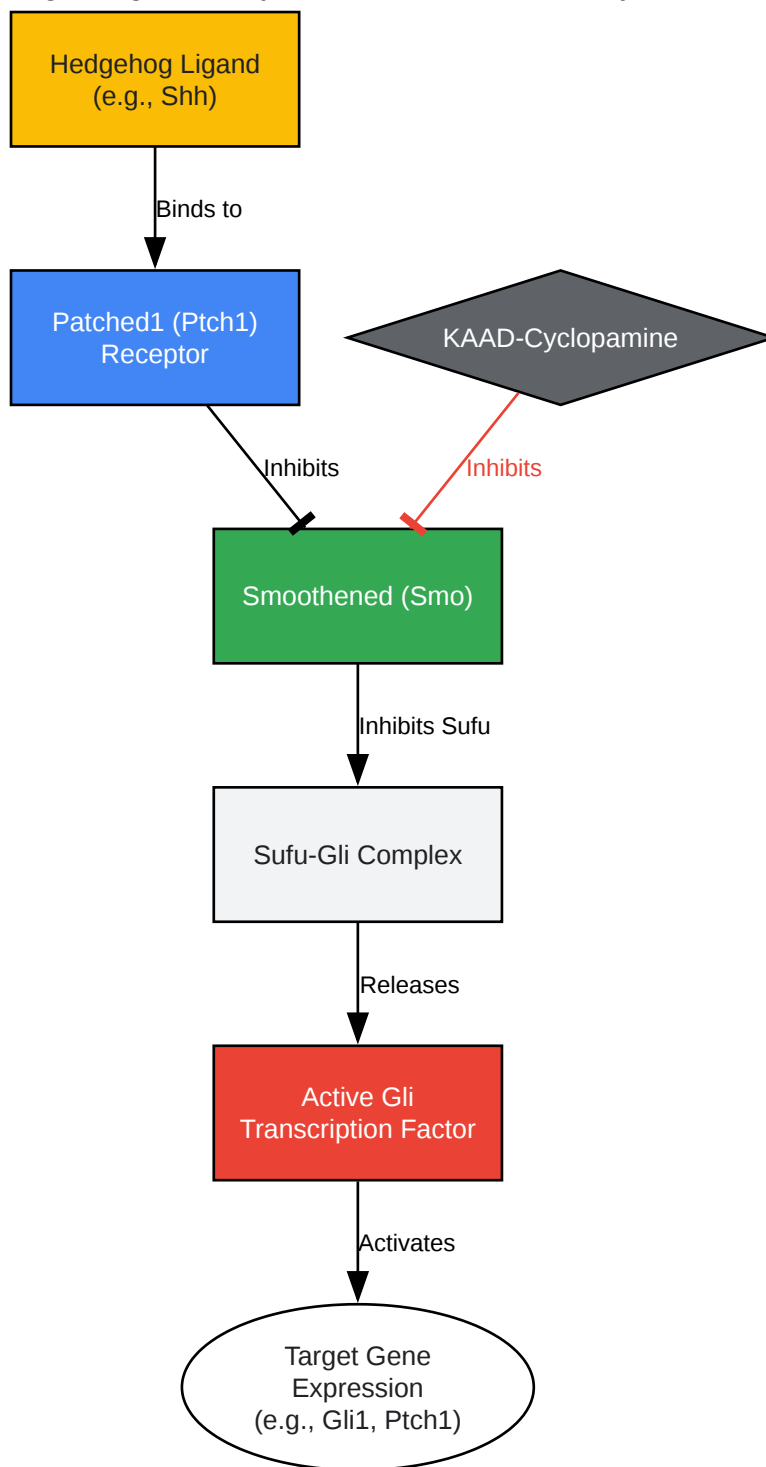 Hedgehog Ligand
(e.g., Shh)
Binds to
Patched1 (Ptch1)
Receptor
KAAD-Cyclopamine
Inhibits
Inhibits
Smoothened (Smo)
Inhibits Sufu
Sufu-Gli Complex
Releases
Active Gli
Transcription Factor
Activates
Target Gene
Expression
(e.g., Gli1, Ptch1)